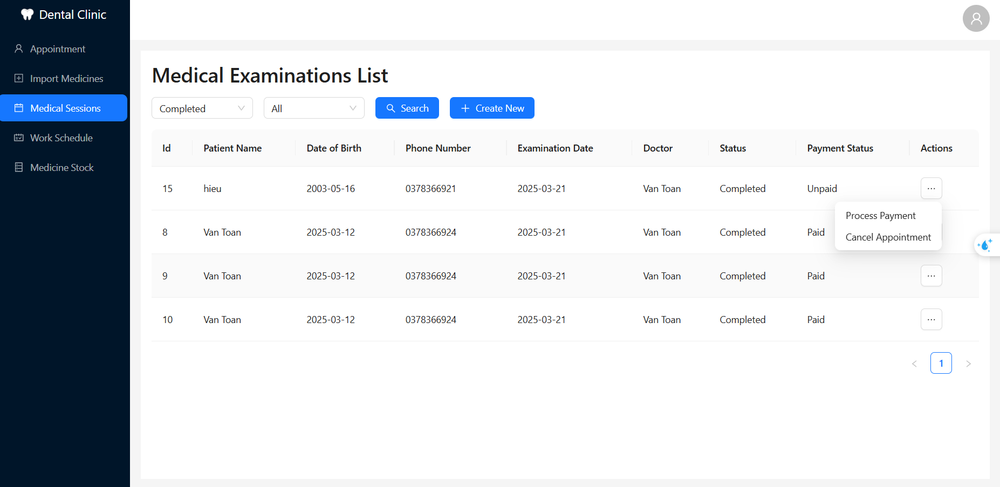 Dental Clinic
Appointment
Import Medicines
Medical Sessions
Work Schedule
Medicine Stock
Medical Examinations List
Completed All Search Create New
Id Patient Name Date of Birth Phone Number Examination Date Doctor Status Payment Status Actions
15 hieu 2003-05-16 0378366921 2025-03-21 Van Toan Completed Unpaid ...
Process Payment
8 Van Toan 2025-03-12 0378366924 2025-03-21 Van Toan Completed Paid
Cancel Appointment
9 Van Toan 2025-03-12 0378366924 2025-03-21 Van Toan Completed Paid ...
10 Van Toan 2025-03-12 0378366924 2025-03-21 Van Toan Completed Paid ...
< 1 >